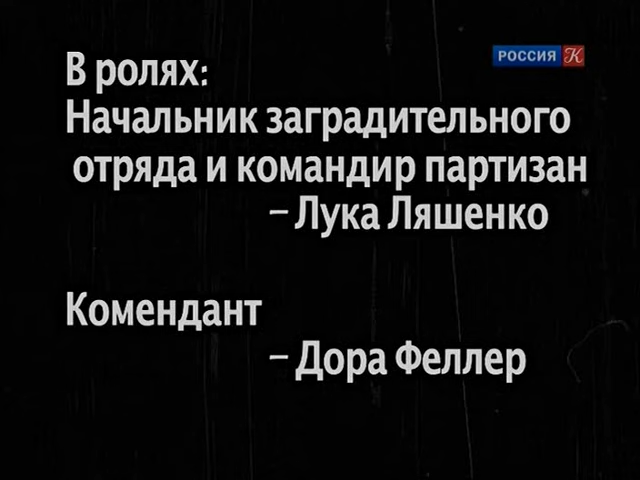 РОССИЯ К
В ролях:
Начальник заградительного
отряда и командир партизан
– Лука Ляшенко
Комендант
– Дора Феллер